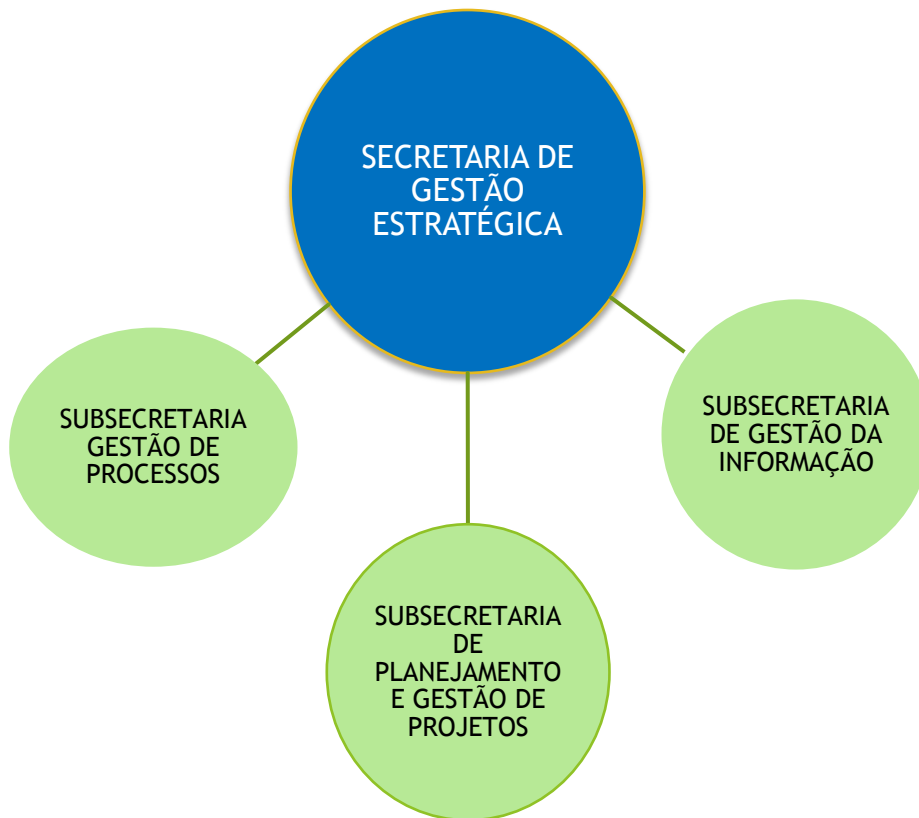 SECRETARIA DE
GESTÃO
ESTRATÉGICA
SUBSECRETARIA
GESTÃO DE
PROCESSOS
SUBSECRETARIA
DE GESTÃO DA
INFORMAÇÃO
SUBSECRETARIA
DE
PLANEJAMENTO
E GESTÃO DE
PROJETOS